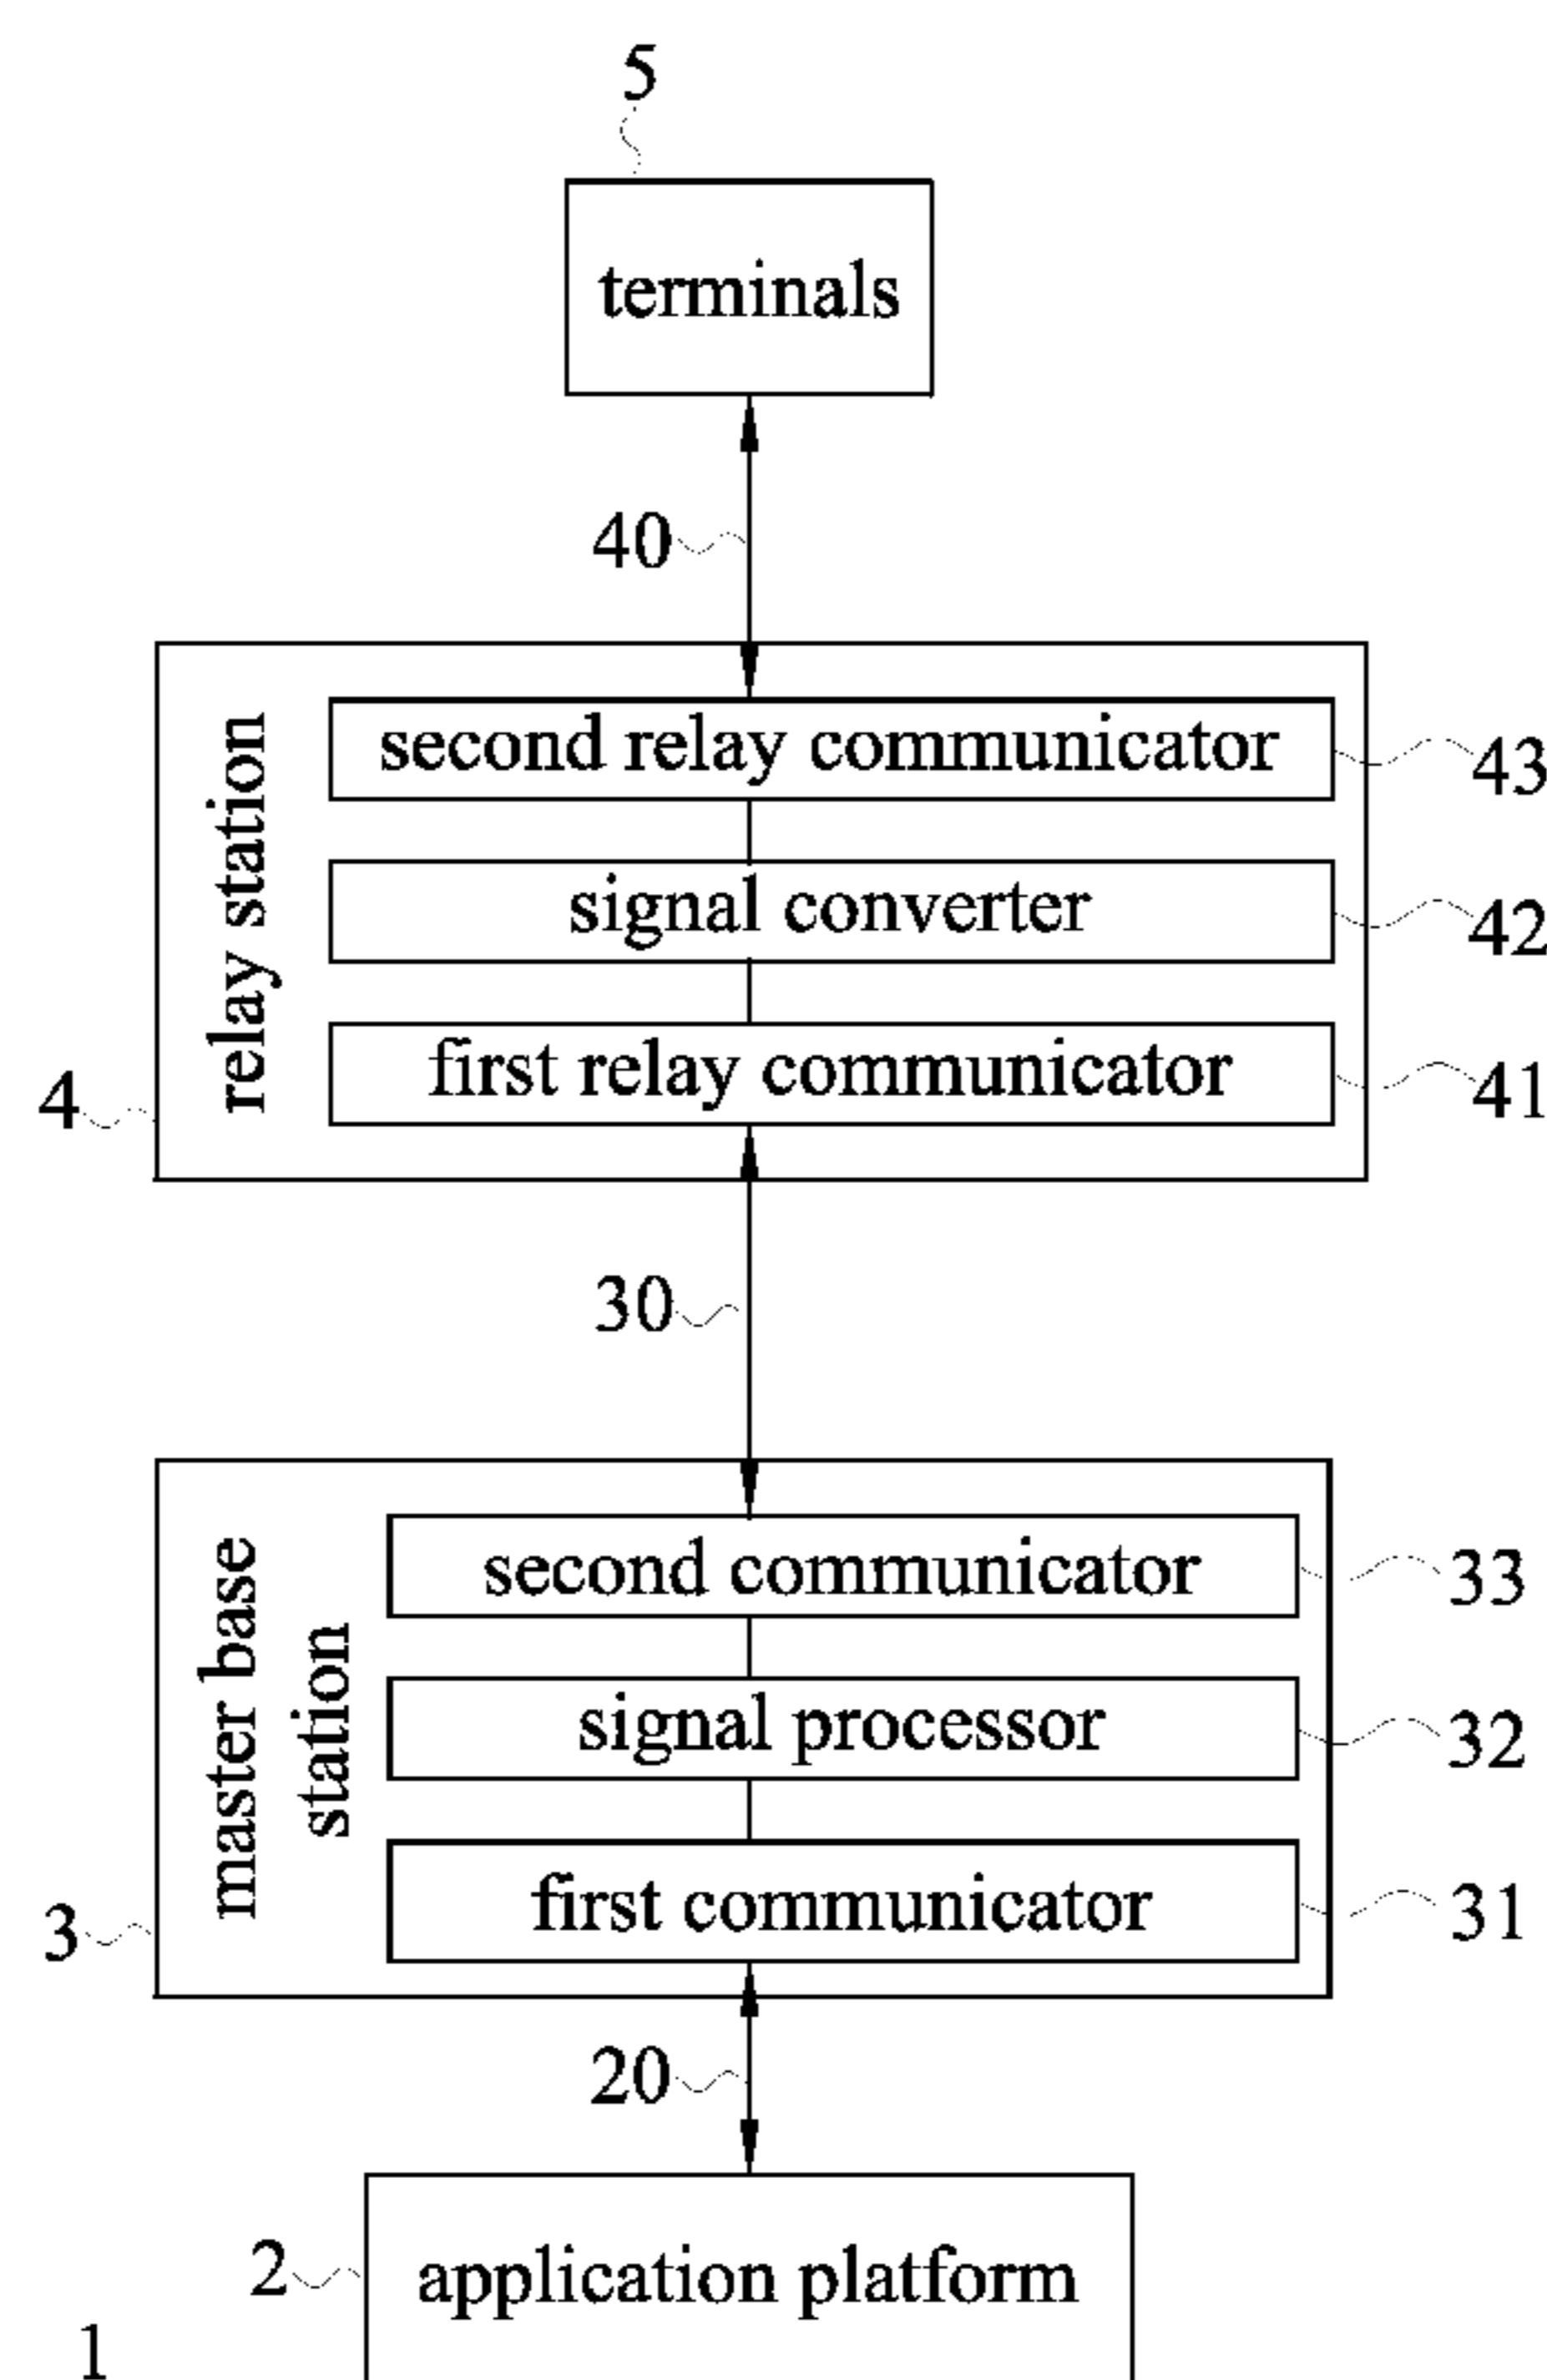 5
terminals
40
relay station
second relay communicator
43
signal converter
42
first relay communicator
41
4
30
master base
station
second communicator
33
signal processor
32
first communicator
31
3
20
2
application platform
1